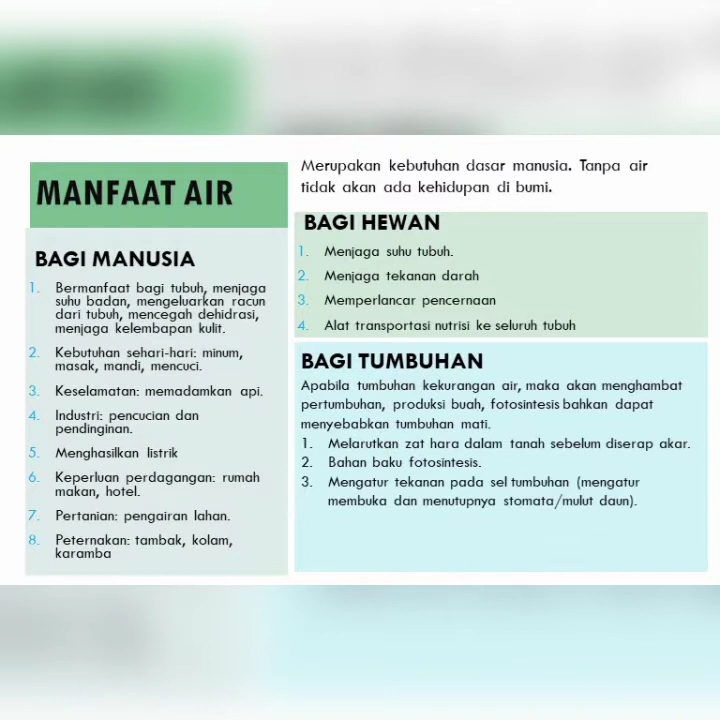 MANFAAT AIR
Merupakan kebutuhan dasar manusia. Tanpa air
tidak akan ada kehidupan di bumi.
BAGI MANUSIA
1. Bermanfaat bagi tubuh, menjaga
suhu badan, mengeluarkan racun
dari tubuh, mencegah dehidrasi,
menjaga kelembapan kulit.
2. Kebutuhan sehari-hari: minum,
masak, mandi, mencuci.
3. Keselamatan: memadamkan api.
4. Industri: pencucian dan
pendinginan.
5. Menghasilkan listrik
6. Keperluan perdagangan: rumah
makan, hotel.
7. Pertanian: pengairan lahan.
8. Peternakan: tambak, kolam,
karamba
BAGI HEWAN
1. Menjaga suhu tubuh.
2. Menjaga tekanan darah
3. Memperlancar pencernaan
4. Alat transportasi nutrisi ke seluruh tubuh
BAGI TUMBUHAN
Apabila tumbuhan kekurangan air, maka akan menghambat
pertumbuhan, produksi buah, fotosintesis bahkan dapat
menyebabkan tumbuhan mati.
1. Melarutkan zat hara dalam tanah sebelum diserap akar.
2. Bahan baku fotosintesis.
3. Mengatur tekanan pada sel tumbuhan (mengatur
membuka dan menutupnya stomata/mulut daun).